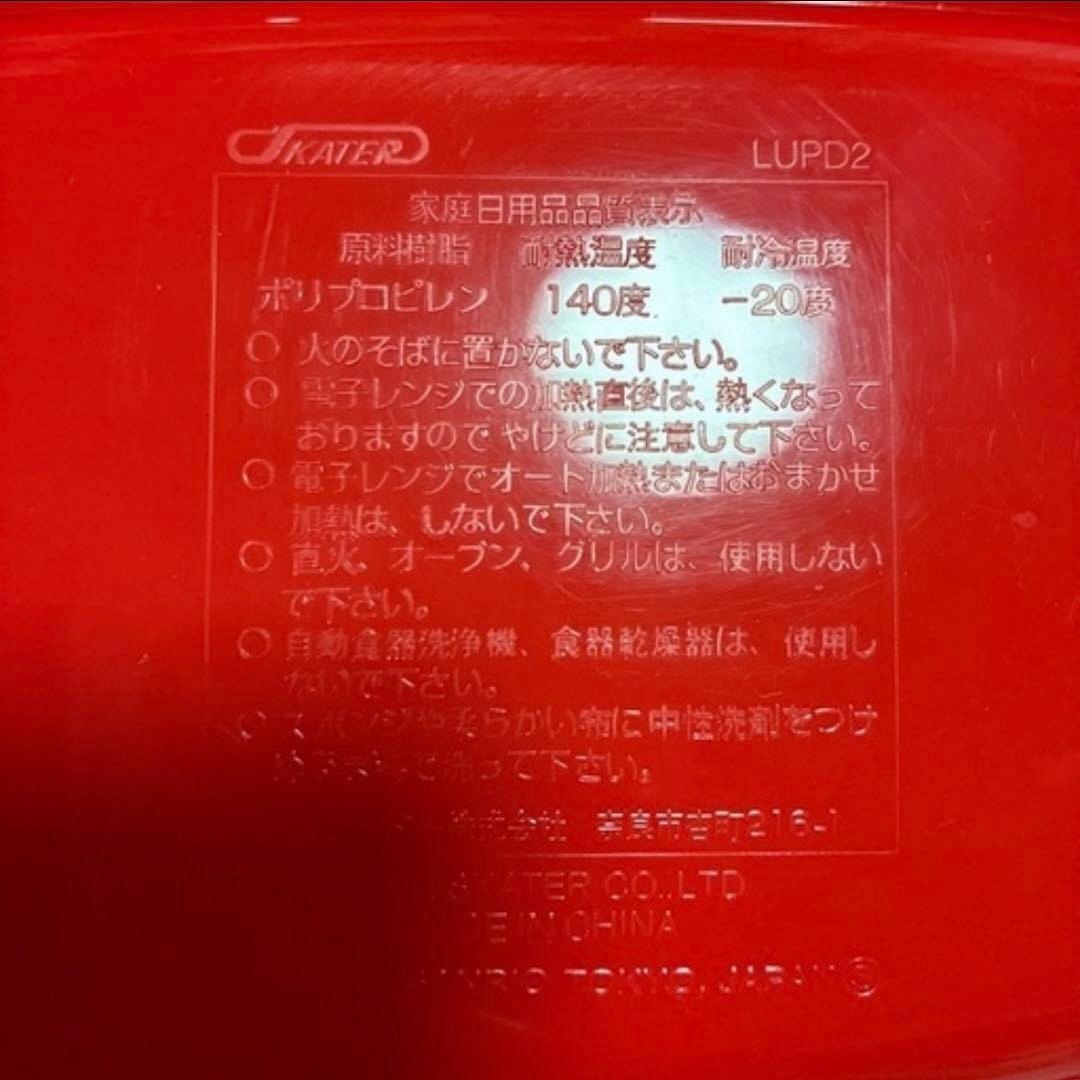 SKATER
LUPD2
家庭日用品品質表示
原料樹脂 耐熱温度 耐冷温度
ポリプロピレン 140度 -20度
○ 火のそばに置かないで下さい。
○ 電子レンジでの加熱直後は、熱くなって
おりますのでやけどに注意して下さい。
○ 電子レンジでオート加熱またはおまかせ
加熱は、しないで下さい。
○ 直火、オーブン、グリルは、使用しない
で下さい。
○ 自動食器洗浄機、食器乾燥器は、使用し
ないで下さい。
○ スポンジや柔らかい布に中性洗剤をつけ
で洗って下さい。
株式会社 奈良市杏町216-1
SKATER CO.,LTD
IN CHINA
TOKYO, JAPAN Ⓢ